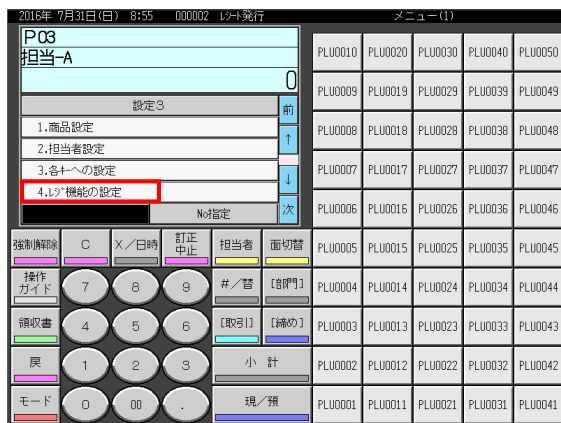 2016年 7月31日(日) 8:55 000002 ﾚｼｰﾄ発行 メニュー(1)
P03
担当-A
0
設定3
前
1.商品設定
2.担当者設定
↑
3.各ｷｰへの設定
↓
4.ﾚｼﾞ機能の設定
No指定
次
強制解除 C X/日時 訂正中止 担当者 面切替
操作ガイド 7 8 9 #/替 [部門]
領収書 4 5 6 [取引] [締め]
戻 1 2 3 小 計
モード 0 00 . 現/預
PLU0010 PLU0020 PLU0030 PLU0040 PLU0050
PLU0009 PLU0019 PLU0029 PLU0039 PLU0049
PLU0008 PLU0018 PLU0028 PLU0038 PLU0048
PLU0007 PLU0017 PLU0027 PLU0037 PLU0047
PLU0006 PLU0016 PLU0026 PLU0036 PLU0046
PLU0005 PLU0015 PLU0025 PLU0035 PLU0045
PLU0004 PLU0014 PLU0024 PLU0034 PLU0044
PLU0003 PLU0013 PLU0023 PLU0033 PLU0043
PLU0002 PLU0012 PLU0022 PLU0032 PLU0042
PLU0001 PLU0011 PLU0021 PLU0031 PLU0041